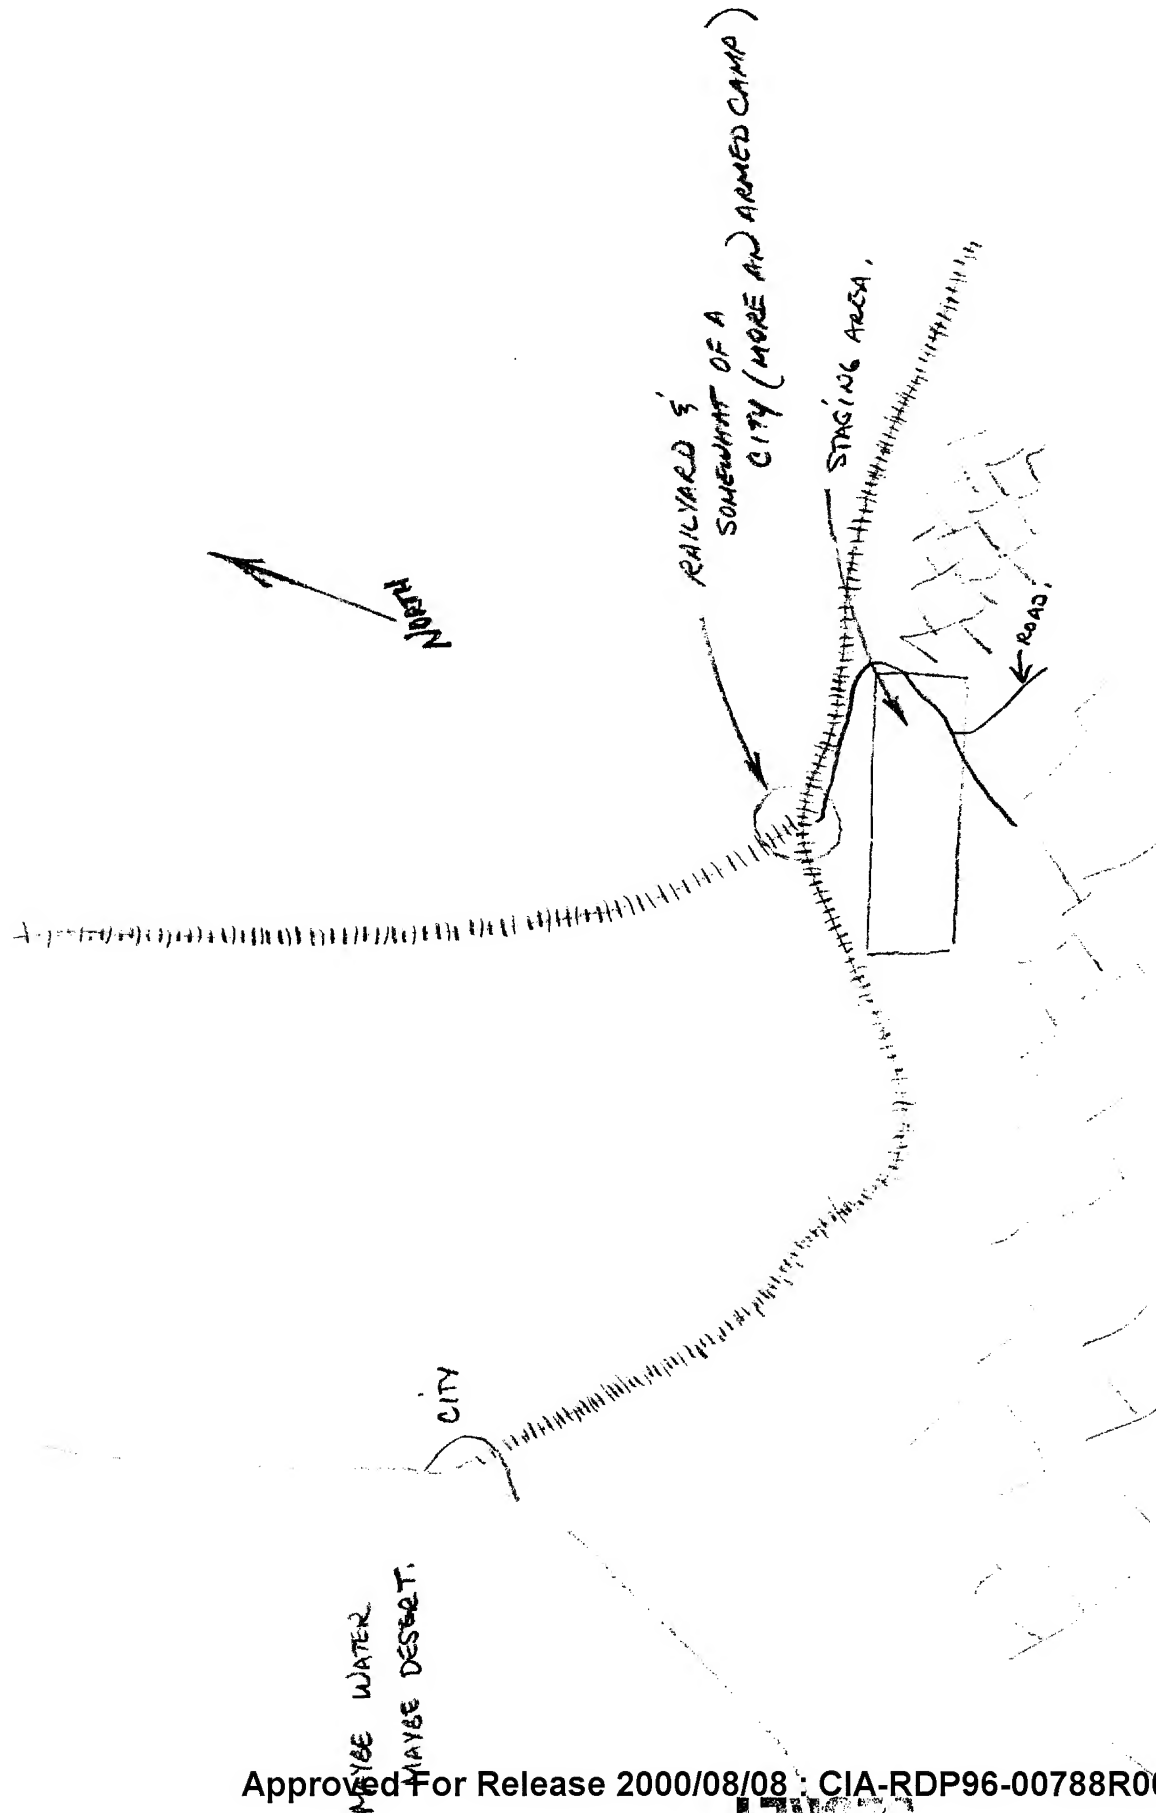 RAILYARD &
SOMEWHAT OF A
CITY (MORE AN ARMED CAMP)
STAGING AREA.
NORTH
ROAD.
CITY
MAYBE WATER
MAYBE DESERT.
Approved For Release 2000/08/08 : CIA-RDP96-00788R00